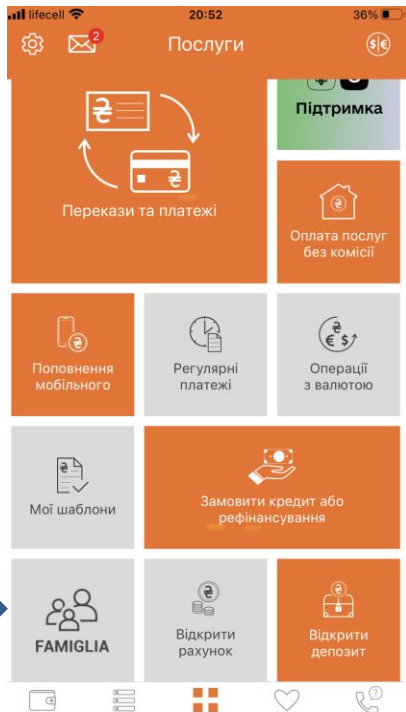 lifecell 20:52 36%
2 Послуги $ €
Підтримка
₴
₴
Перекази та платежі
₴
Оплата послуг
без комісії
₴
Поповнення
мобільного
Регулярні
платежі
₴
€ $
Операції
з валютою
₴
Мої шаблони
Замовити кредит або
рефінансування
FAMIGLIA
₴
Відкрити
рахунок
₴
Відкрити
депозит
?